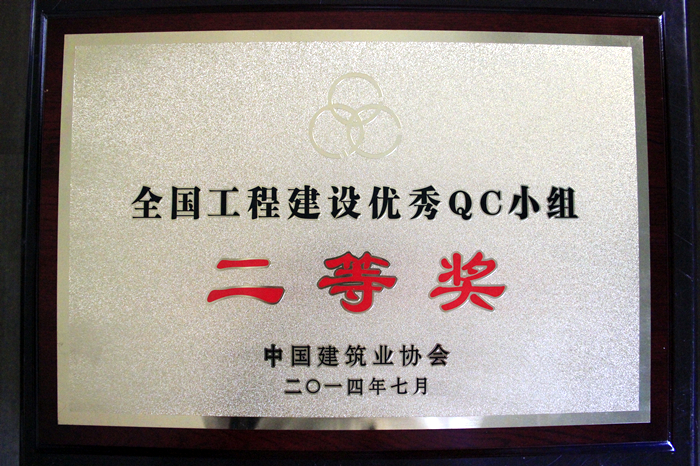 全国工程建设优秀QC小组
二等奖
中国建筑业协会
二〇一四年七月